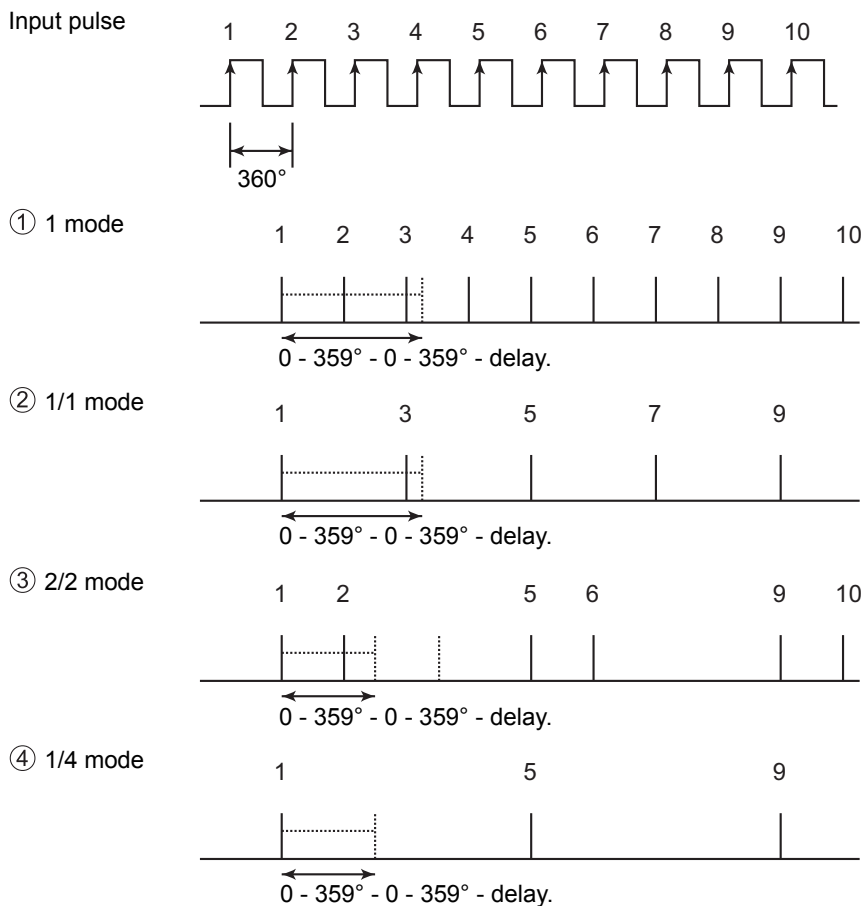 Input pulse
1 2 3 4 5 6 7 8 9 10
360°
① 1 mode
1 2 3 4 5 6 7 8 9 10
0 - 359° - 0 - 359° - delay.
② 1/1 mode
1 3 5 7 9
0 - 359° - 0 - 359° - delay.
③ 2/2 mode
1 2 5 6 9 10
0 - 359° - 0 - 359° - delay.
④ 1/4 mode
1 5 9
0 - 359° - 0 - 359° - delay.